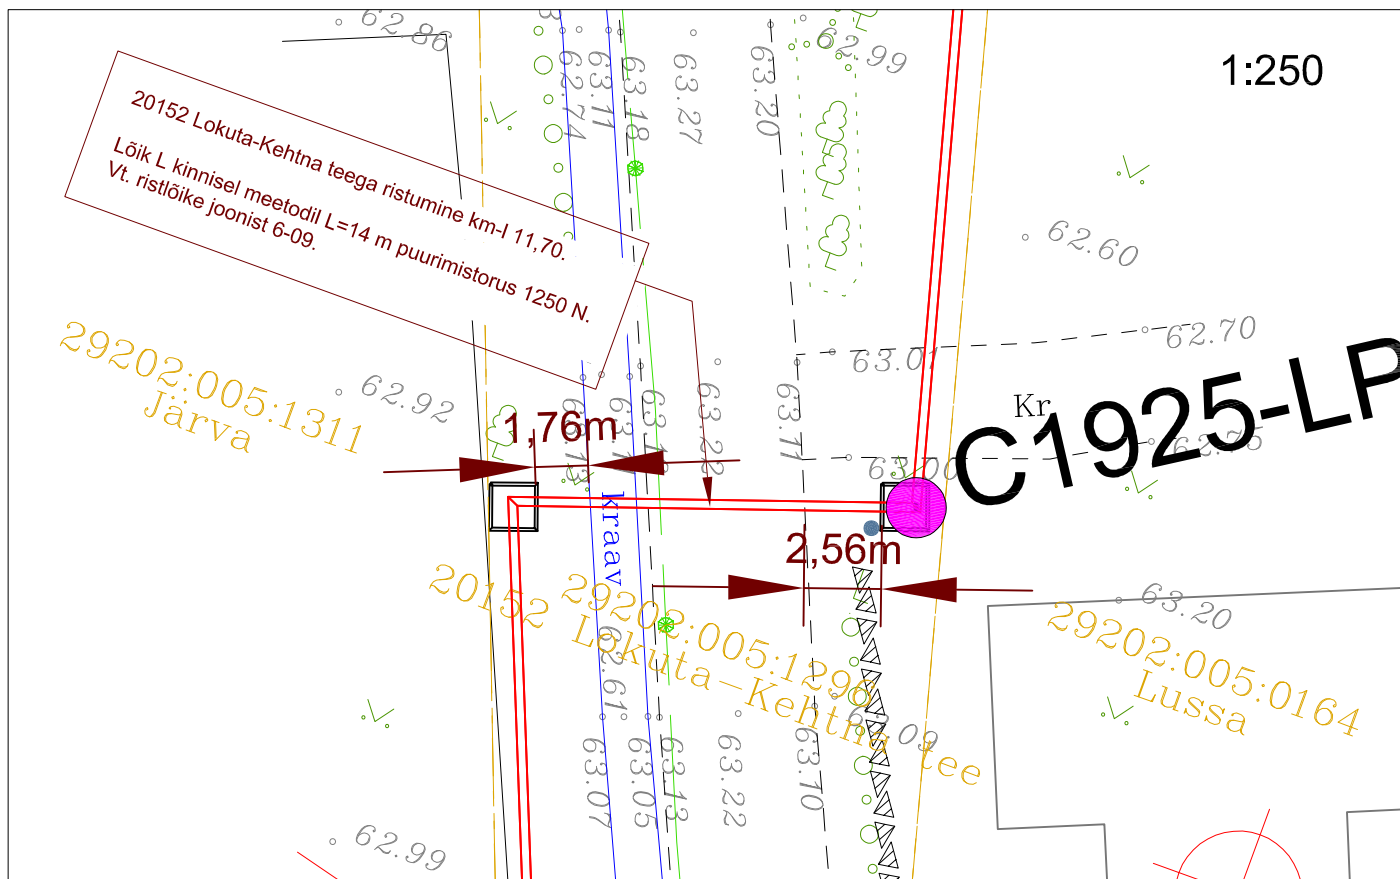 62.86
62.99
1:250
62.74
63.11
63.18
63.27
63.20
20152 Lokuta-Kehtna teega ristumine km-l 11,70.
Lõik L kinnisel meetodil L=14 m puurimistorus 1250 N.
Vt. ristlõike joonist 6-09.
62.60
62.70
63.01
29202:005:1311
Järva
62.92
63.22
63.11
Kr
C1925-LP
62.75
63.00
1,76m
kraav
2,56m
20152 Lokuta-Kehtna tee
29202:005:1296
63.20
29202:005:0164
Lussa
62.61
63.09
63.07
63.05
63.13
63.22
63.10
62.99